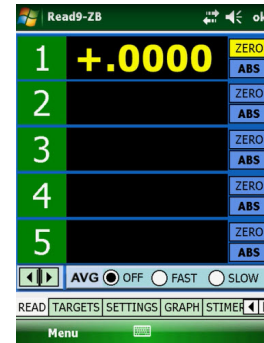 Read9-ZB ok
1 +.0000 ZERO
ABS
2 ZERO
ABS
3 ZERO
ABS
4 ZERO
ABS
5 ZERO
ABS
AVG OFF FAST SLOW
READ TARGETS SETTINGS GRAPH
Menu